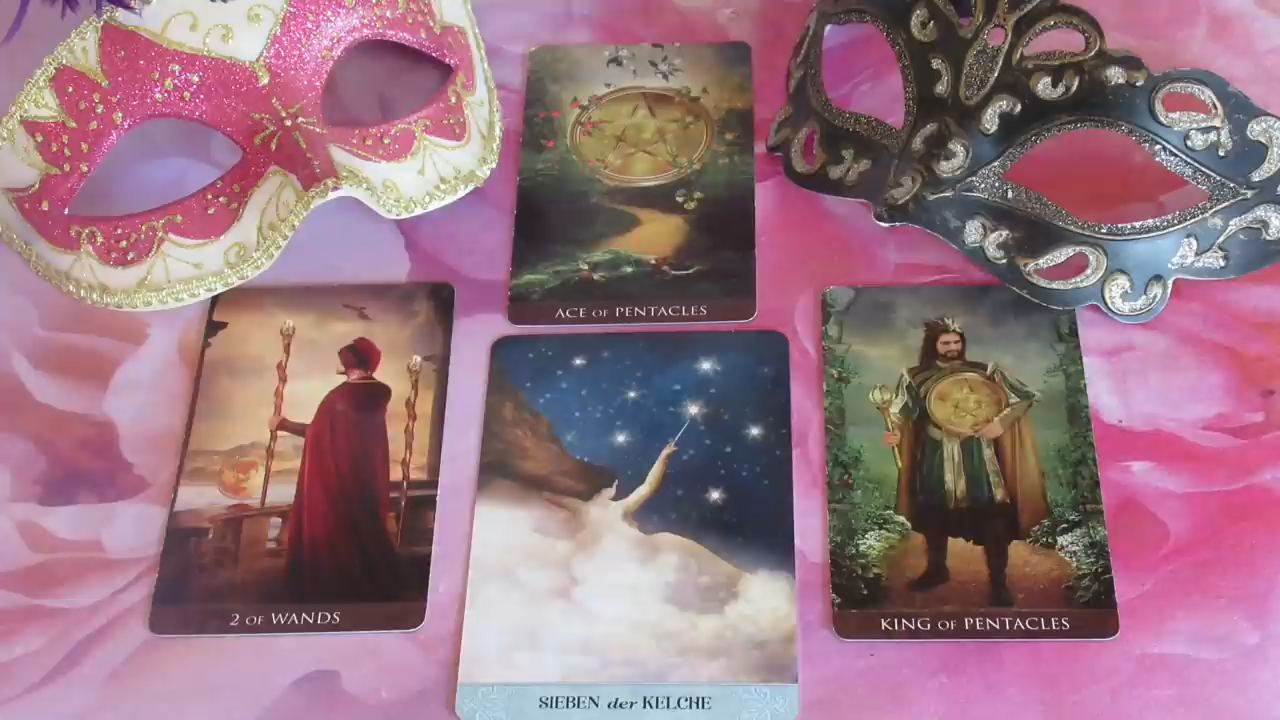 ACE OF PENTACLES
2 OF WANDS
SIEBEN der KELCHE
KING OF PENTACLES